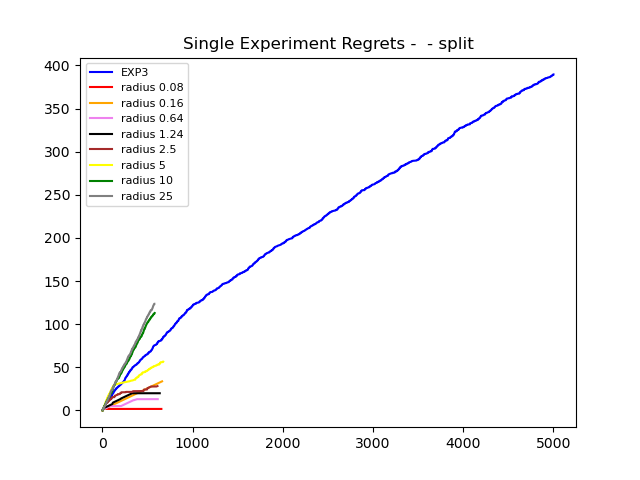 Single Experiment Regrets -  - split
400
350
300
250
200
150
100
50
0
EXP3
radius 0.08
radius 0.16
radius 0.64
radius 1.24
radius 2.5
radius 5
radius 10
radius 25
0 1000 2000 3000 4000 5000